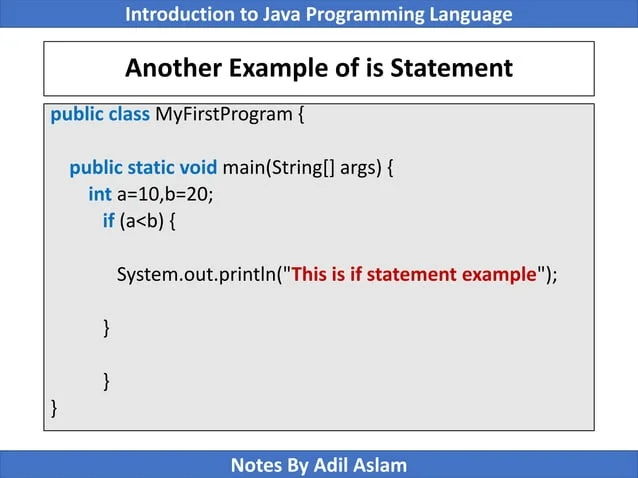 Introduction to Java Programming Language
Another Example of is Statement
public class MyFirstProgram {
public static void main(String[] args) {
int a=10,b=20;
if (a<b) {
System.out.println("This is if statement example");
}
}
}
Notes By Adil Aslam